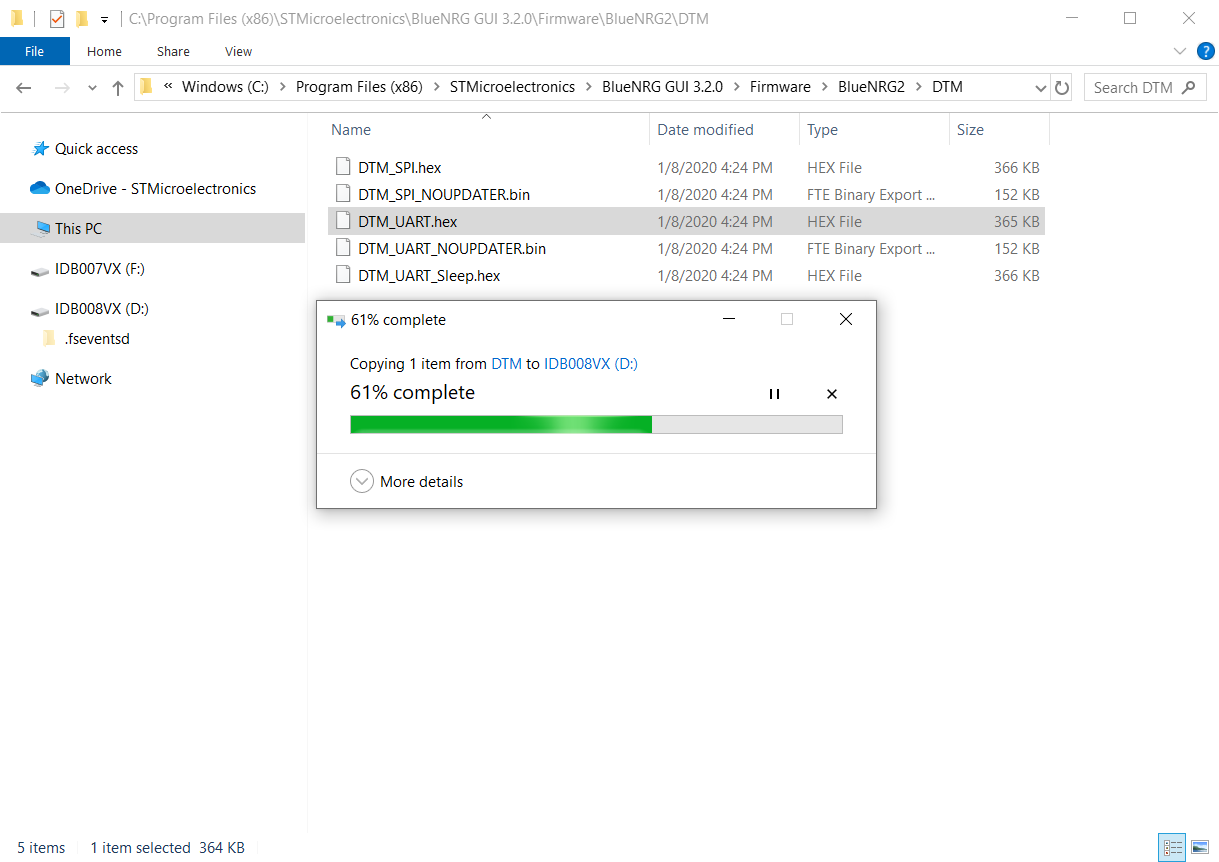 C:\Program Files (x86)\STMicroelectronics\BlueNRG GUI 3.2.0\Firmware\BlueNRG2\DTM
File Home Share View ?
« Windows (C:) > Program Files (x86) > STMicroelectronics > BlueNRG GUI 3.2.0 > Firmware > BlueNRG2 > DTM Search DTM
Quick access
OneDrive - STMicroelectronics
This PC
IDB007VX (F:)
IDB008VX (D:)
.fseventsd
Network
Name Date modified Type Size
DTM_SPI.hex 1/8/2020 4:24 PM HEX File 366 KB
DTM_SPI_NOUPDATER.bin 1/8/2020 4:24 PM FTE Binary Export ... 152 KB
DTM_UART.hex 1/8/2020 4:24 PM HEX File 365 KB
DTM_UART_NOUPDATER.bin 1/8/2020 4:24 PM FTE Binary Export ... 152 KB
DTM_UART_Sleep.hex 1/8/2020 4:24 PM HEX File 366 KB
61% complete
Copying 1 item from DTM to IDB008VX (D:)
61% complete
More details
5 items 1 item selected 364 KB